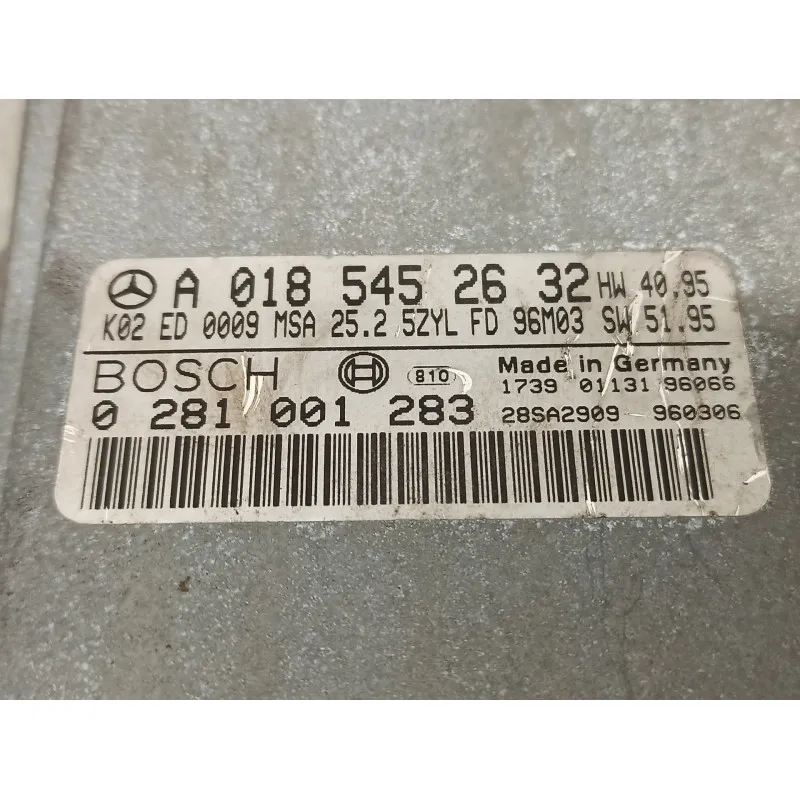 A 018 545 26 32 HW 40.95
K02 ED 0009 MSA 25.2 5ZYL FD 96M03 SW 51.95
BOSCH 810 Made in Germany
1739 01131 96066
0 281 001 283 28SA2909 960306